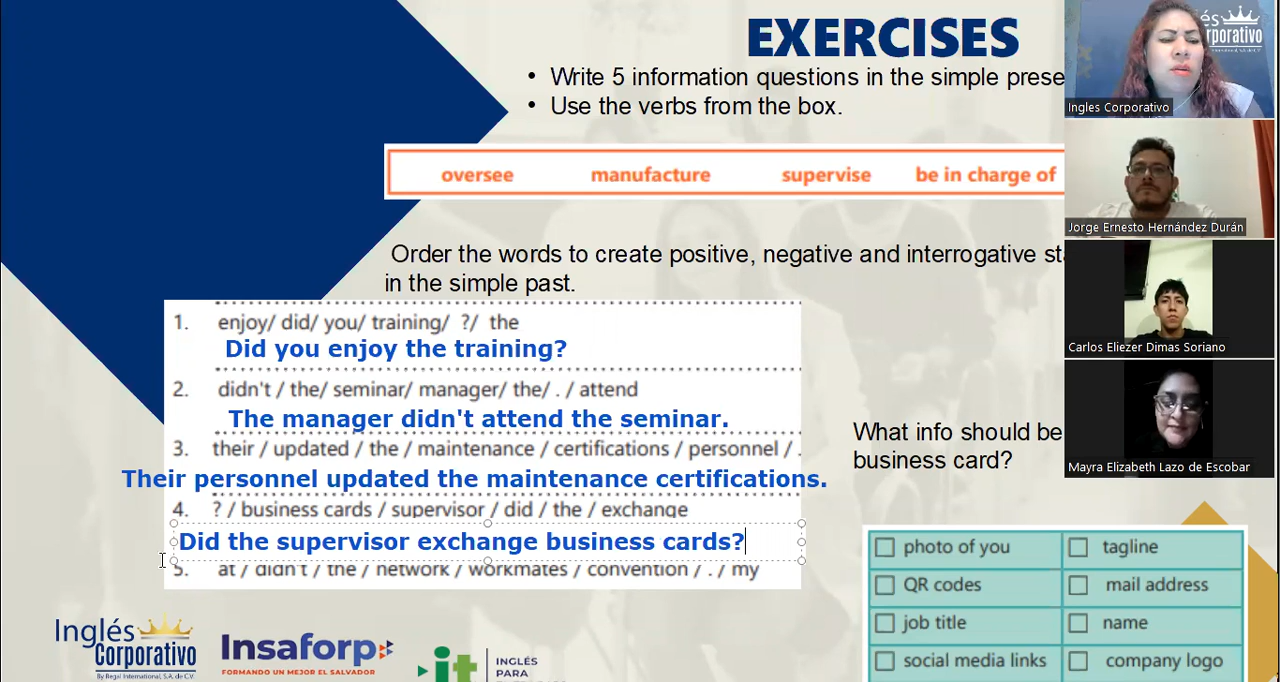 EXERCISES
• Write 5 information questions in the simple prese
• Use the verbs from the box.
oversee manufacture supervise be in charge of
Order the words to create positive, negative and interrogative st
in the simple past.
1. enjoy/ did/ you/ training/ ?/ the
Did you enjoy the training?
2. didn't / the/ seminar/ manager/ the/ . / attend
The manager didn't attend the seminar.
3. their / updated / the / maintenance / certifications / personnel / .
Their personnel updated the maintenance certifications.
4. ? / business cards / supervisor / did / the / exchange
Did the supervisor exchange business cards?
5. at / didn't / the / network / workmates / convention / . / my
What info should be
business card?
photo of you tagline
QR codes mail address
job title name
social media links company logo
Inglés
Corporativo
By Regal International, S.A. de C.V.
Insaforp
FORMANDO UN MEJOR EL SALVADOR
it
INGLÉS
PARA
és
rporativo
Ingles Corporativo
Jorge Ernesto Hernández Durán
Carlos Eliezer Dimas Soriano
Mayra Elizabeth Lazo de Escobar